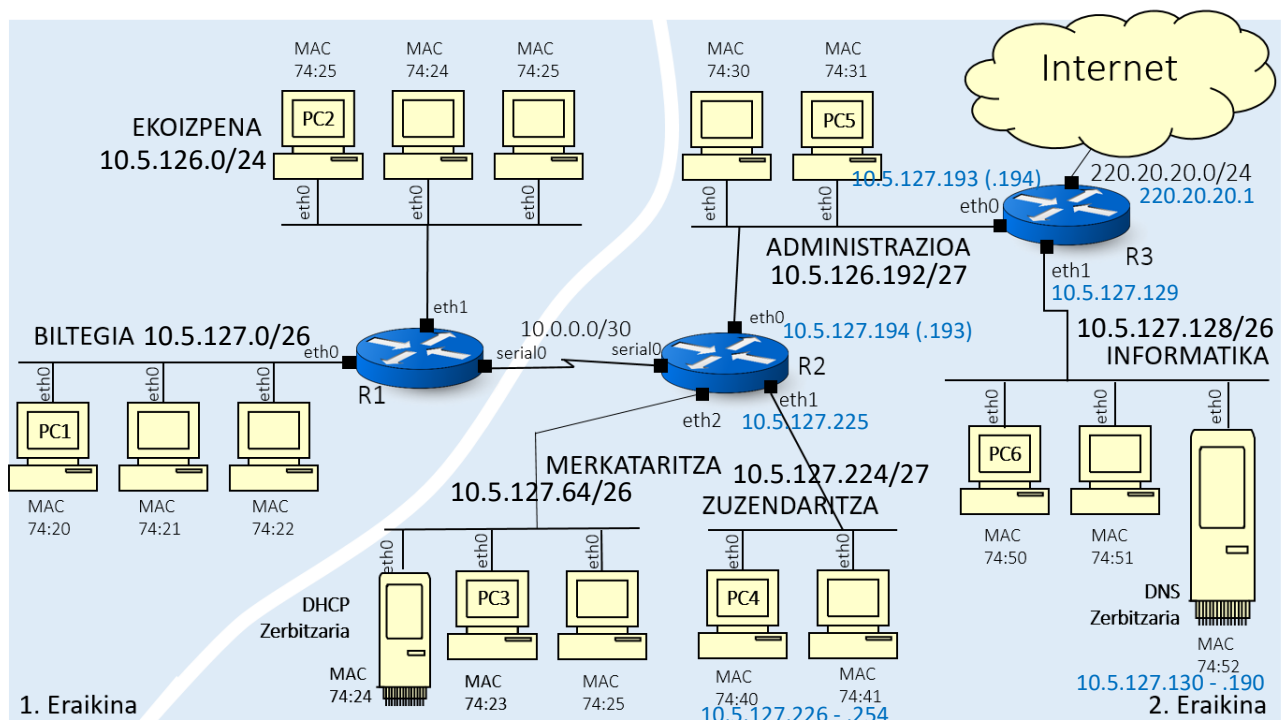 MAC
74:25
MAC
74:24
MAC
74:25
MAC
74:30
MAC
74:31
Internet
EKOIZPENA
10.5.126.0/24
PC2
PC5
eth0
eth0
eth0
eth0
eth0
10.5.127.193 (.194)
220.20.20.0/24
220.20.20.1
eth0
R3
ADMINISTRAZIOA
10.5.126.192/27
eth1
10.5.127.129
eth1
BILTEGIA 10.5.127.0/26
eth0
R1
serial0
10.0.0.0/30
serial0
eth0
10.5.127.194 (.193)
R2
10.5.127.128/26
INFORMATIKA
eth2
eth1
10.5.127.225
eth0
eth0
eth0
PC1
MAC
74:20
MAC
74:21
MAC
74:22
eth0
eth0
eth0
PC6
MAC
74:50
MAC
74:51
DNS
Zerbitzaria
MAC
74:52
10.5.127.130 - .190
MERKATARITZA
10.5.127.64/26
10.5.127.224/27
ZUZENDARITZA
eth0
eth0
eth0
eth0
eth0
DHCP
Zerbitzaria
MAC
74:24
PC3
MAC
74:23
MAC
74:25
PC4
MAC
74:40
MAC
74:41
10.5.127.226 - .254
1. Eraikina
2. Eraikina